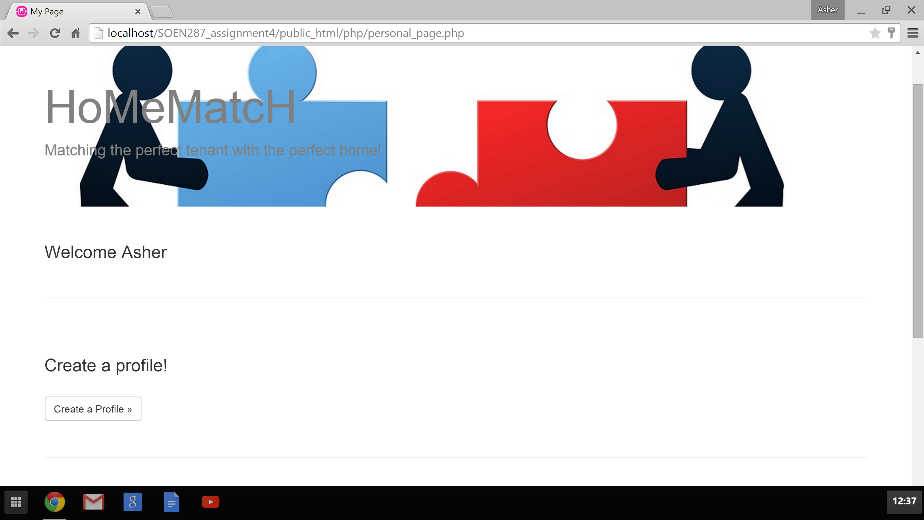 My Page
Asher
localhost/SOEN287_assignment4/public_html/php/personal_page.php
HoMeMatcH
Matching the perfect tenant with the perfect home!
Welcome Asher
Create a profile!
Create a Profile »
8
12:37